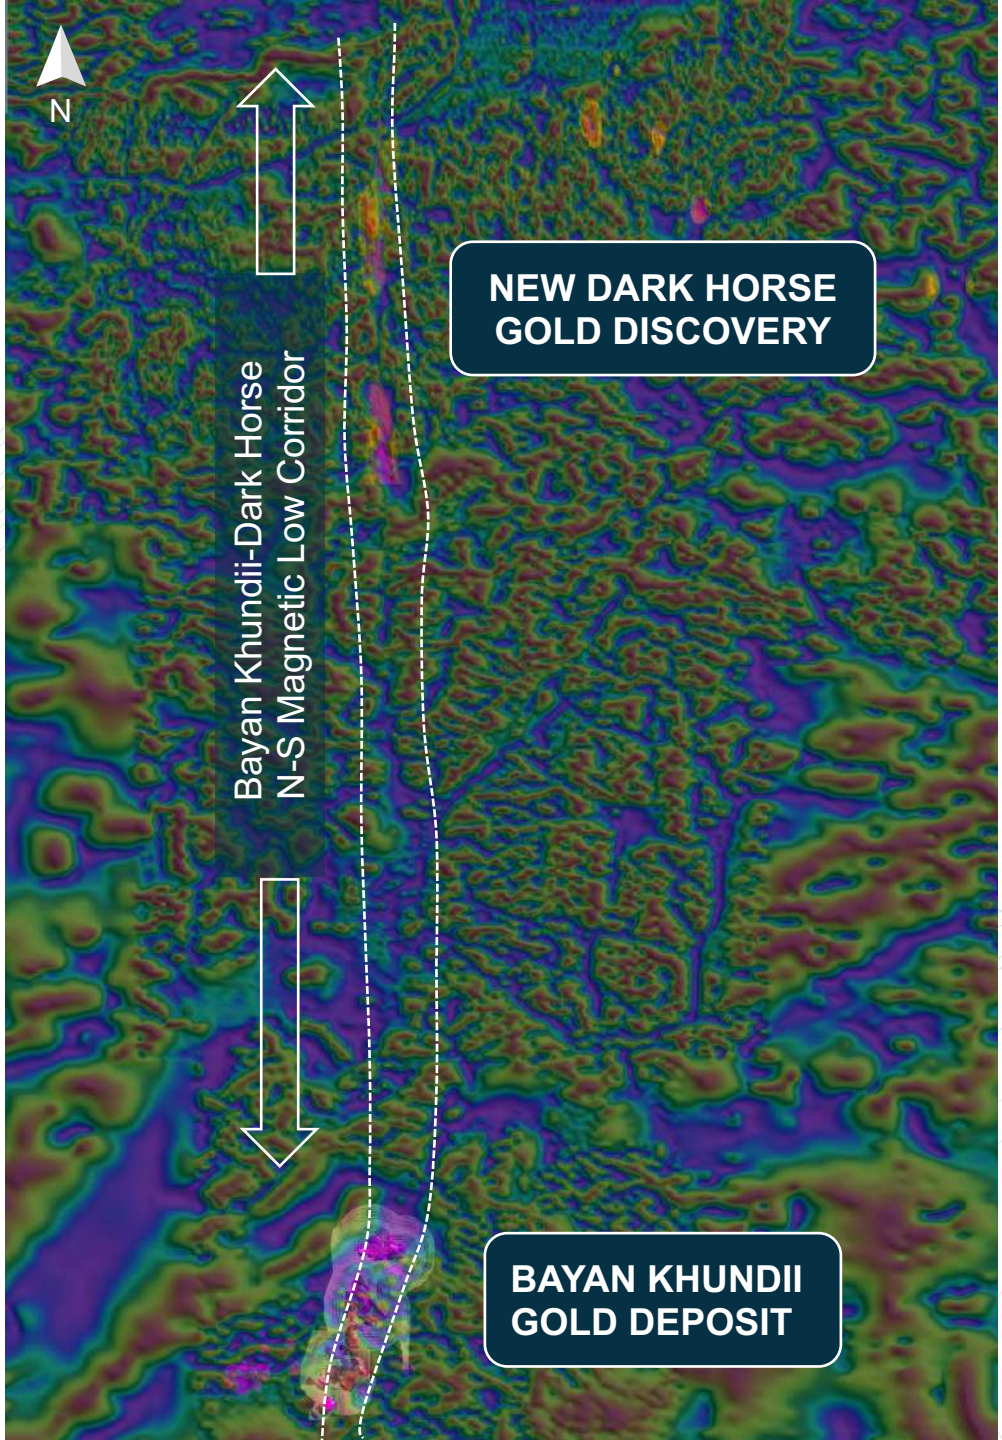 N
NEW DARK HORSE
GOLD DISCOVERY
Bayan Khundii-Dark Horse
N-S Magnetic Low Corridor
BAYAN KHUNDII
GOLD DEPOSIT